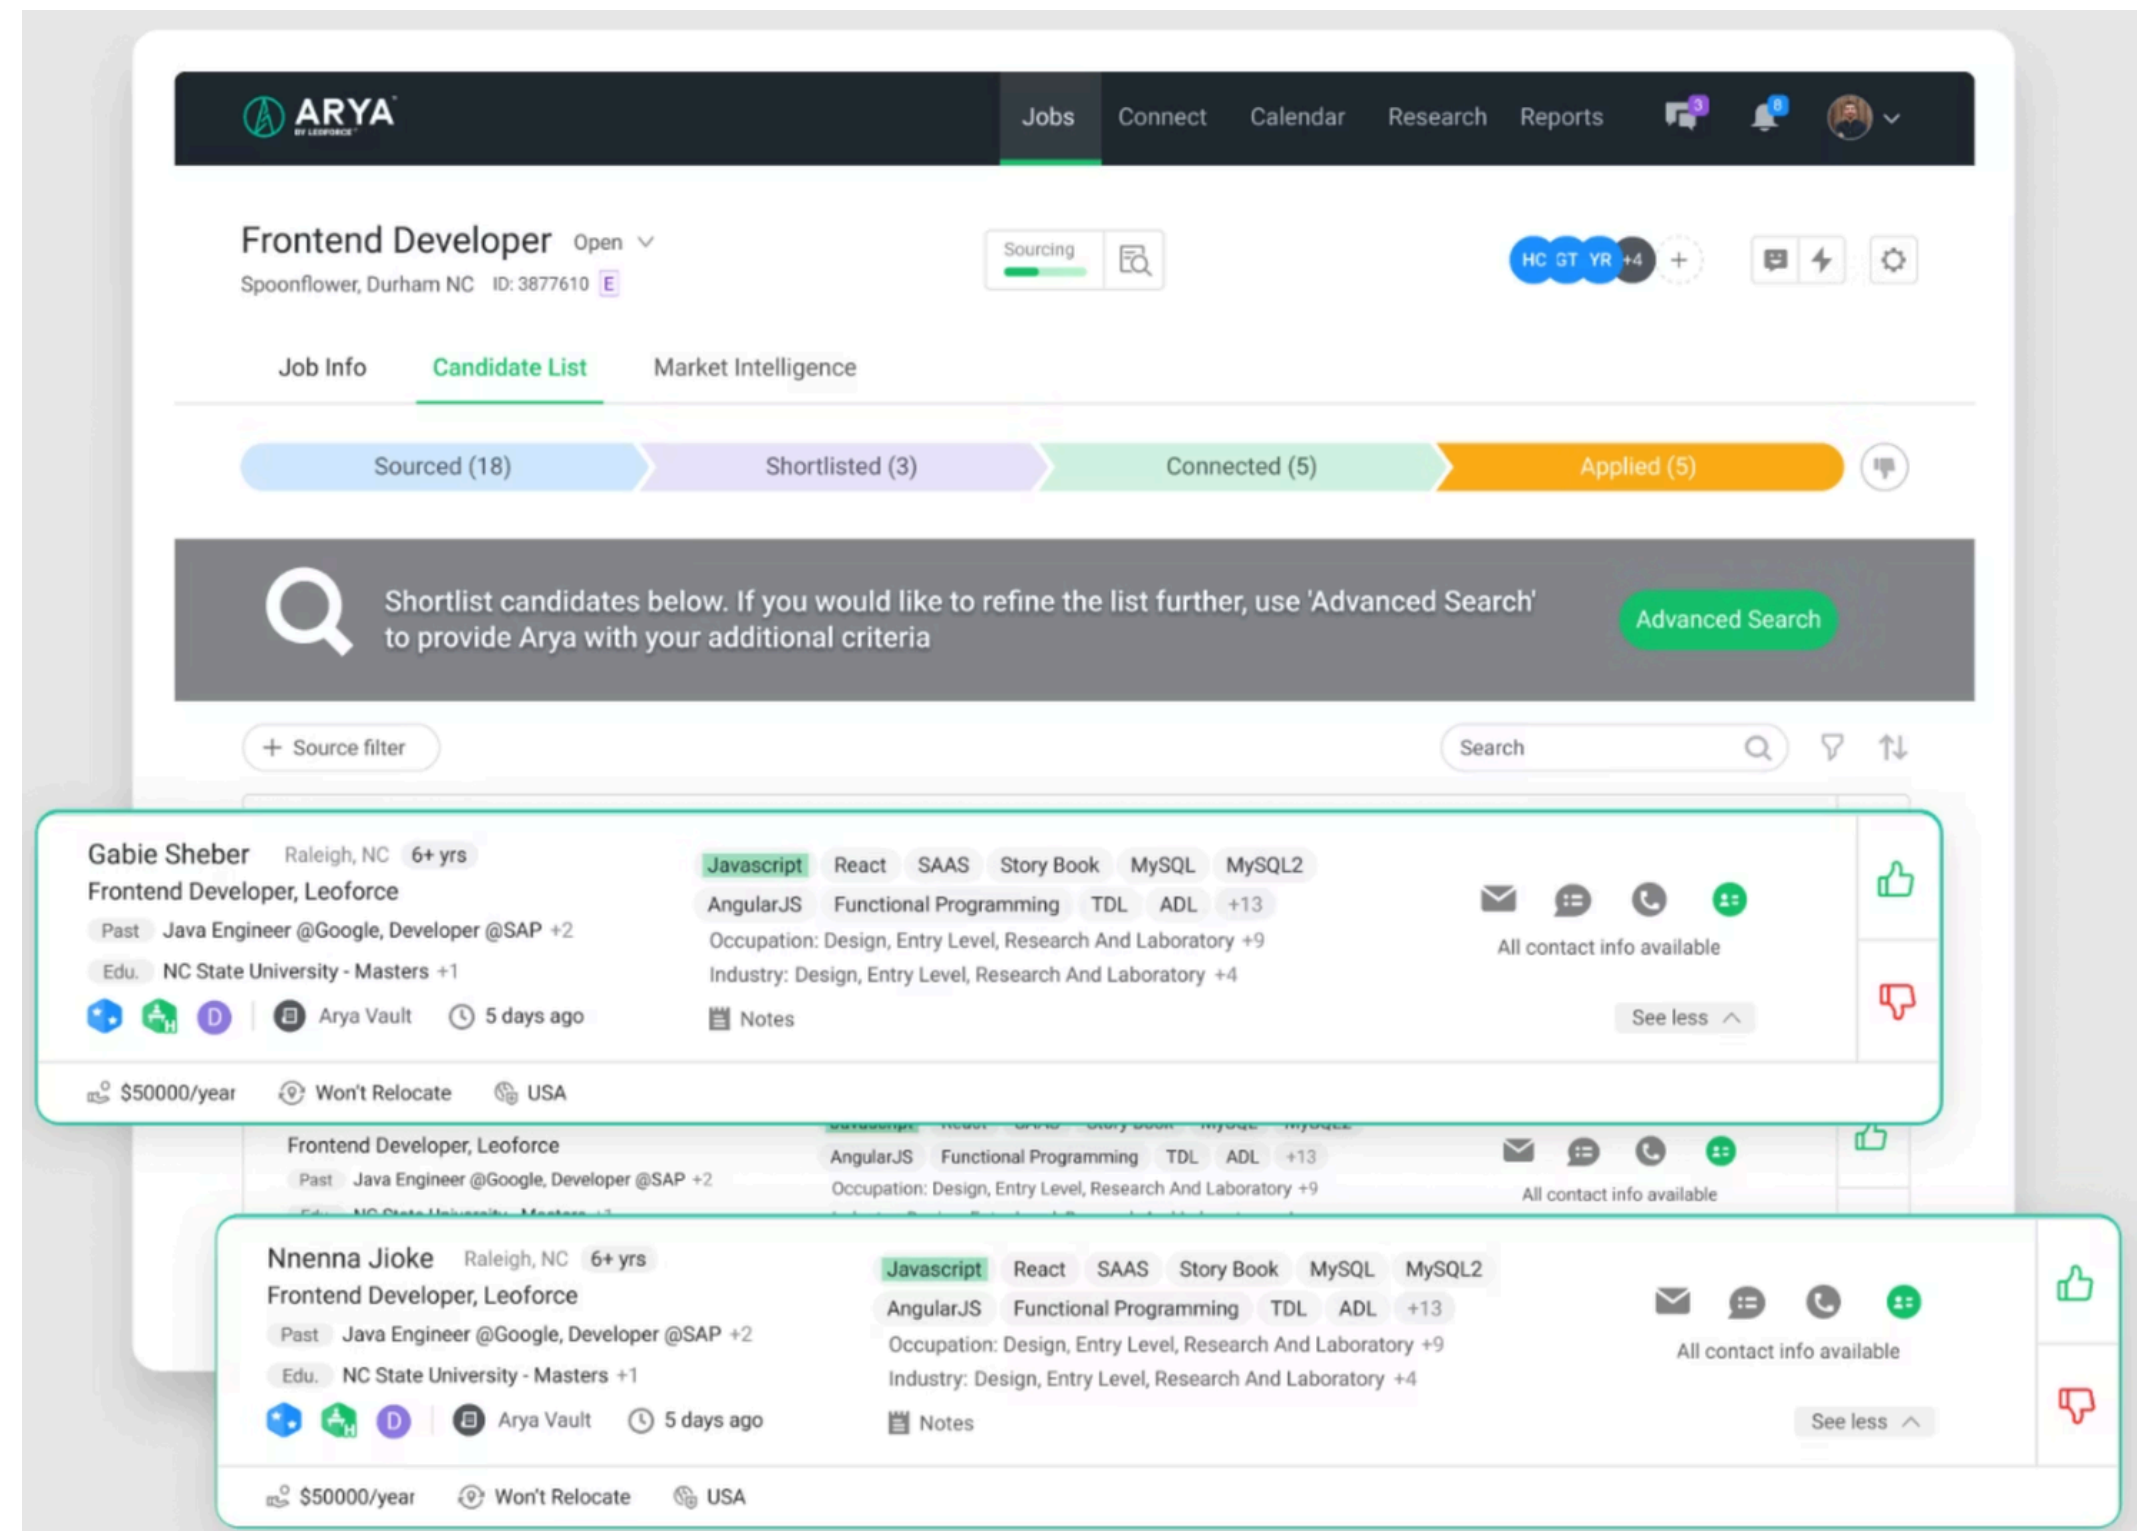 ARYA
BY LEOFORCE
Jobs Connect Calendar Research Reports 3 8
Frontend Developer Open
Spoonflower, Durham NC ID: 3877610 E
Sourcing
HC GT YR +4 +
Job Info Candidate List Market Intelligence
Sourced (18) Shortlisted (3) Connected (5) Applied (5)
Shortlist candidates below. If you would like to refine the list further, use 'Advanced Search'
to provide Arya with your additional criteria
Advanced Search
+ Source filter
Search
Gabie Sheber Raleigh, NC 6+ yrs
Frontend Developer, Leoforce
Past Java Engineer @Google, Developer @SAP +2
Edu. NC State University - Masters +1
H D Arya Vault 5 days ago
Javascript React SAAS Story Book MySQL MySQL2
AngularJS Functional Programming TDL ADL +13
Occupation: Design, Entry Level, Research And Laboratory +9
Industry: Design, Entry Level, Research And Laboratory +4
Notes
All contact info available
See less
$50000/year Won't Relocate USA
Frontend Developer, Leoforce
Past Java Engineer @Google, Developer @SAP +2
AngularJS Functional Programming TDL ADL +13
Occupation: Design, Entry Level, Research And Laboratory +9
All contact info available
Nnenna Jioke Raleigh, NC 6+ yrs
Frontend Developer, Leoforce
Past Java Engineer @Google, Developer @SAP +2
Edu. NC State University - Masters +1
H D Arya Vault 5 days ago
Javascript React SAAS Story Book MySQL MySQL2
AngularJS Functional Programming TDL ADL +13
Occupation: Design, Entry Level, Research And Laboratory +9
Industry: Design, Entry Level, Research And Laboratory +4
Notes
All contact info available
See less
$50000/year Won't Relocate USA